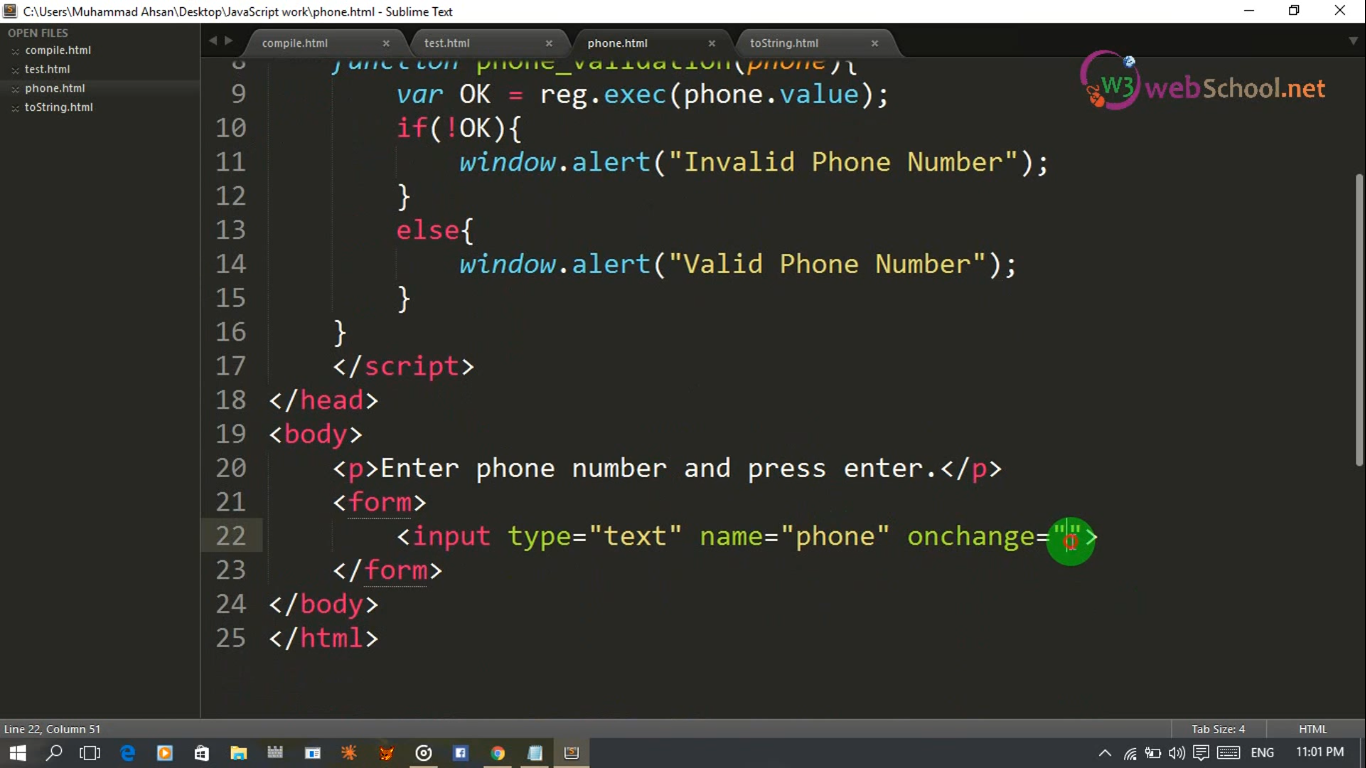 C:\Users\Muhammad Ahsan\Desktop\JavaScript work\phone.html - Sublime Text
OPEN FILES
compile.html
test.html
phone.html
toString.html
compile.html
test.html
phone.html
toString.html
W3 webSchool.net
8 function phone_validation(phone){
9 var OK = reg.exec(phone.value);
10 if(!OK){
11 window.alert("Invalid Phone Number");
12 }
13 else{
14 window.alert("Valid Phone Number");
15 }
16 }
17 </script>
18 </head>
19 <body>
20 <p>Enter phone number and press enter.</p>
21 <form>
22 <input type="text" name="phone" onchange="">
23 </form>
24 </body>
25 </html>
Line 22, Column 51
Tab Size: 4
HTML
ENG
11:01 PM